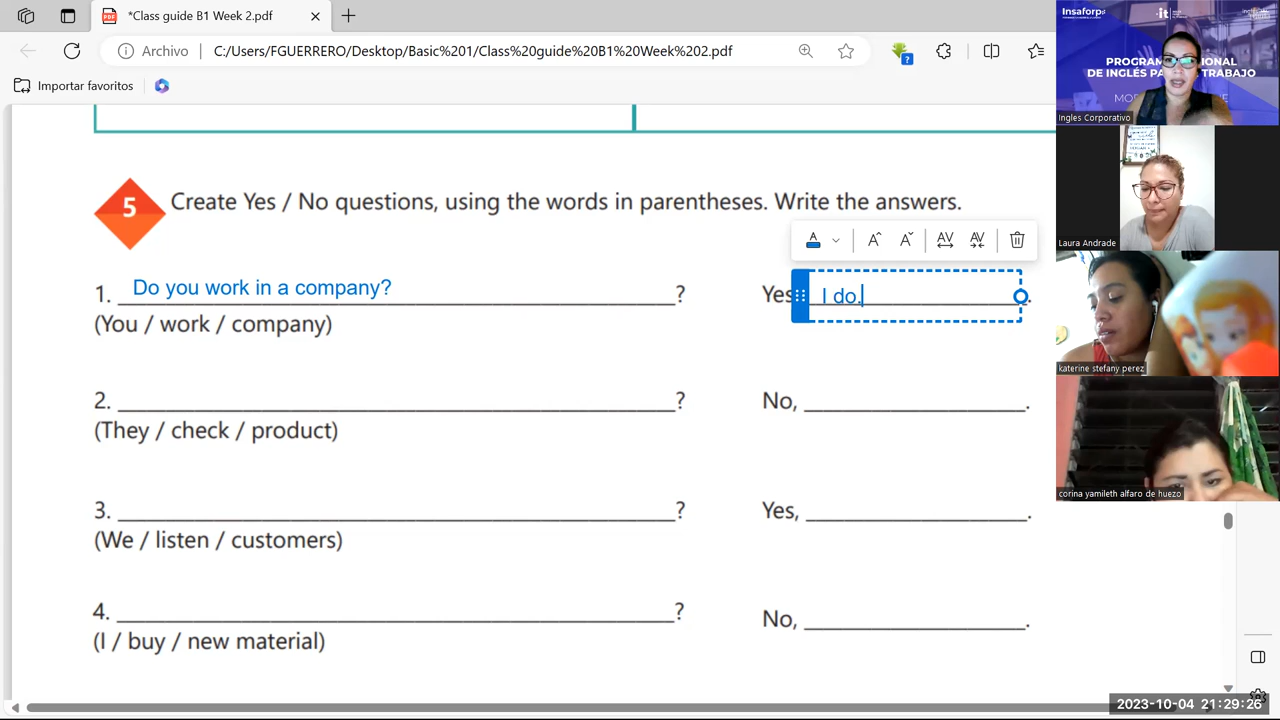 *Class guide B1 Week 2.pdf
Archivo
C:/Users/FGUERRERO/Desktop/Basic%201/Class%20guide%20B1%20Week%202.pdf
Importar favoritos
5
Create Yes / No questions, using the words in parentheses. Write the answers.
1. Do you work in a company? ?
Yes I do.
(You / work / company)
2. ?
No, .
(They / check / product)
3. ?
Yes, .
(We / listen / customers)
4. ?
No, .
(I / buy / new material)
Insaforp
Ingles Corporativo
Laura Andrade
katerine stefany perez
corina yamileth alfaro de huezo
2023-10-04 21:29:26